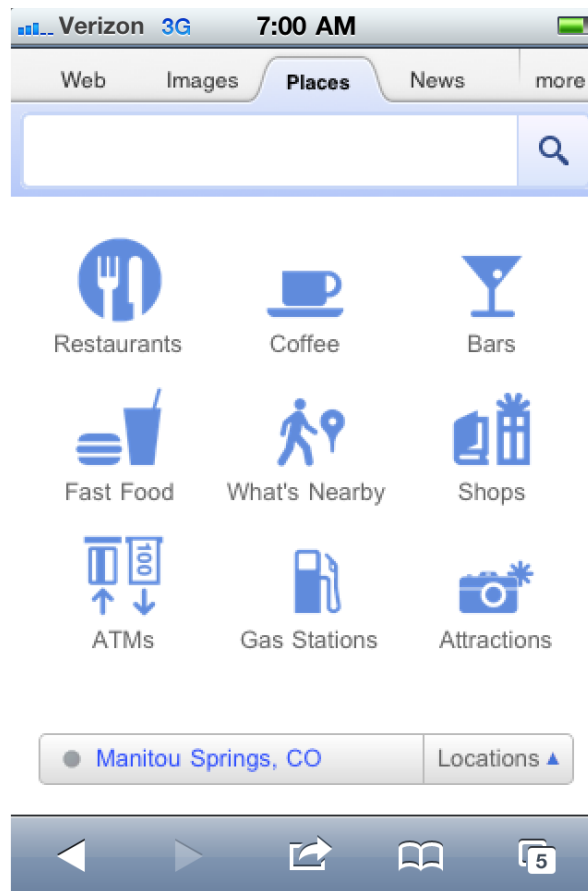 Verizon 3G 7:00 AM
Web Images Places News more
Restaurants Coffee Bars
Fast Food What's Nearby Shops
100
ATMs Gas Stations Attractions
Manitou Springs, CO Locations
5